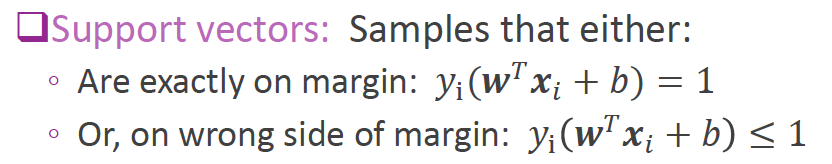 ❑Support vectors: Samples that either:
◦ Are exactly on margin: yᵢ(𝒘ᵀ𝒙ᵢ + b) = 1
◦ Or, on wrong side of margin: yᵢ(𝒘ᵀ𝒙ᵢ + b) ≤ 1